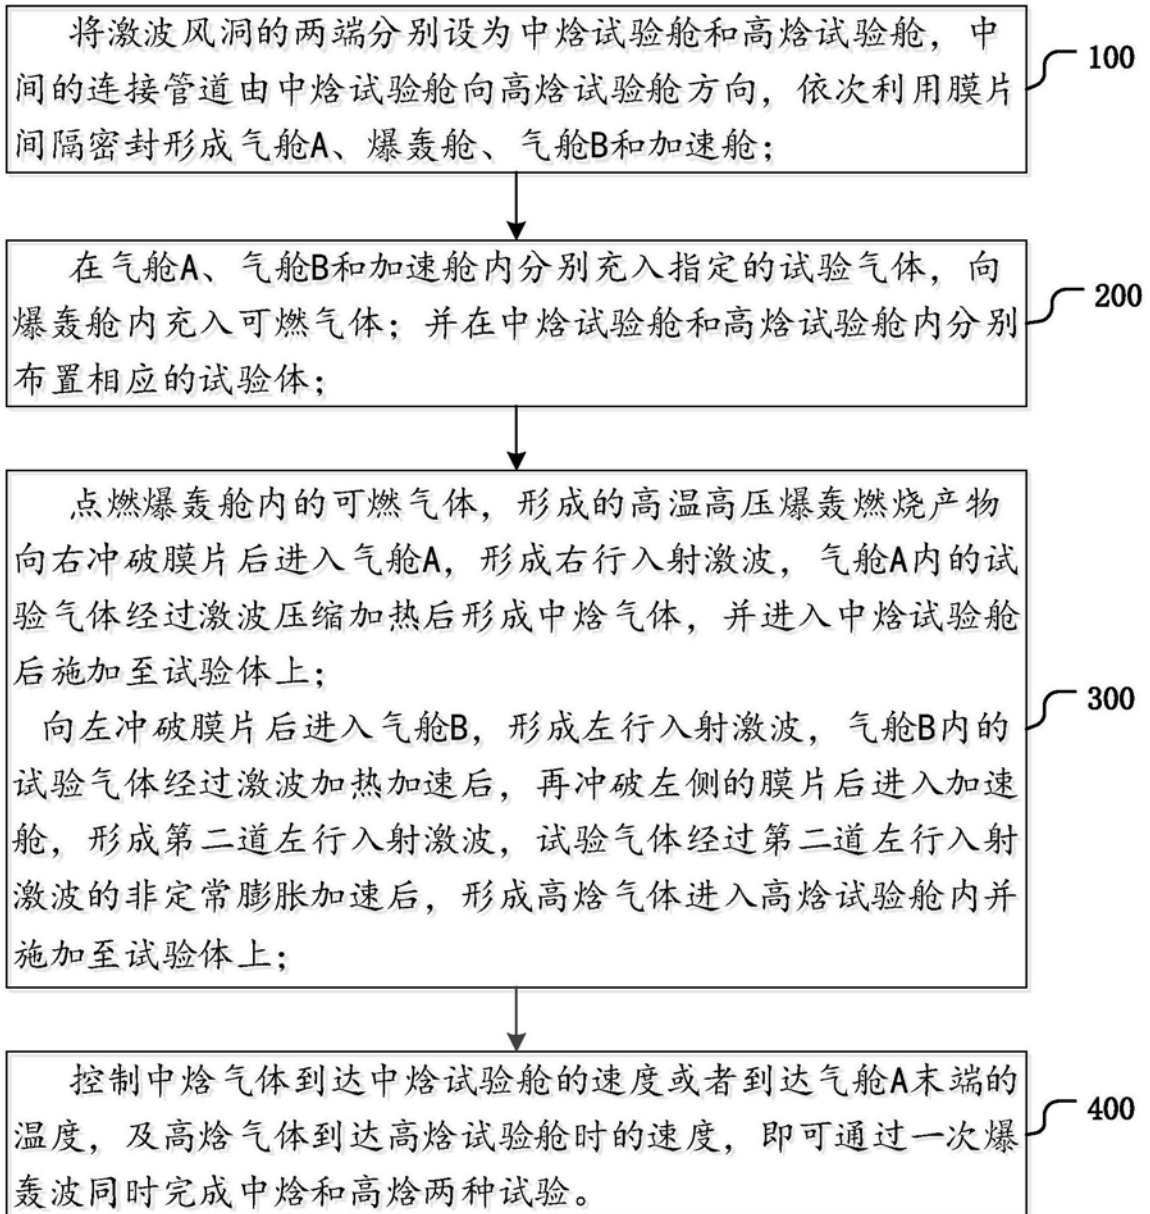 将激波风洞的两端分别设为中焓试验舱和高焓试验舱，中
间的连接管道由中焓试验舱向高焓试验舱方向，依次利用膜片
间隔密封形成气舱A、爆轰舱、气舱B和加速舱；
100
在气舱A、气舱B和加速舱内分别充入指定的试验气体，向
爆轰舱内充入可燃气体；并在中焓试验舱和高焓试验舱内分别
布置相应的试验体；
200
点燃爆轰舱内的可燃气体，形成的高温高压爆轰燃烧产物
向右冲破膜片后进入气舱A，形成右行入射激波，气舱A内的试
验气体经过激波压缩加热后形成中焓气体，并进入中焓试验舱
后施加至试验体上；
向左冲破膜片后进入气舱B，形成左行入射激波，气舱B内的
试验气体经过激波加热加速后，再冲破左侧的膜片后进入加速
舱，形成第二道左行入射激波，试验气体经过第二道左行入射
激波的非定常膨胀加速后，形成高焓气体进入高焓试验舱内并
施加至试验体上；
300
控制中焓气体到达中焓试验舱的速度或者到达气舱A末端的
温度，及高焓气体到达高焓试验舱时的速度，即可通过一次爆
轰波同时完成中焓和高焓两种试验。
400